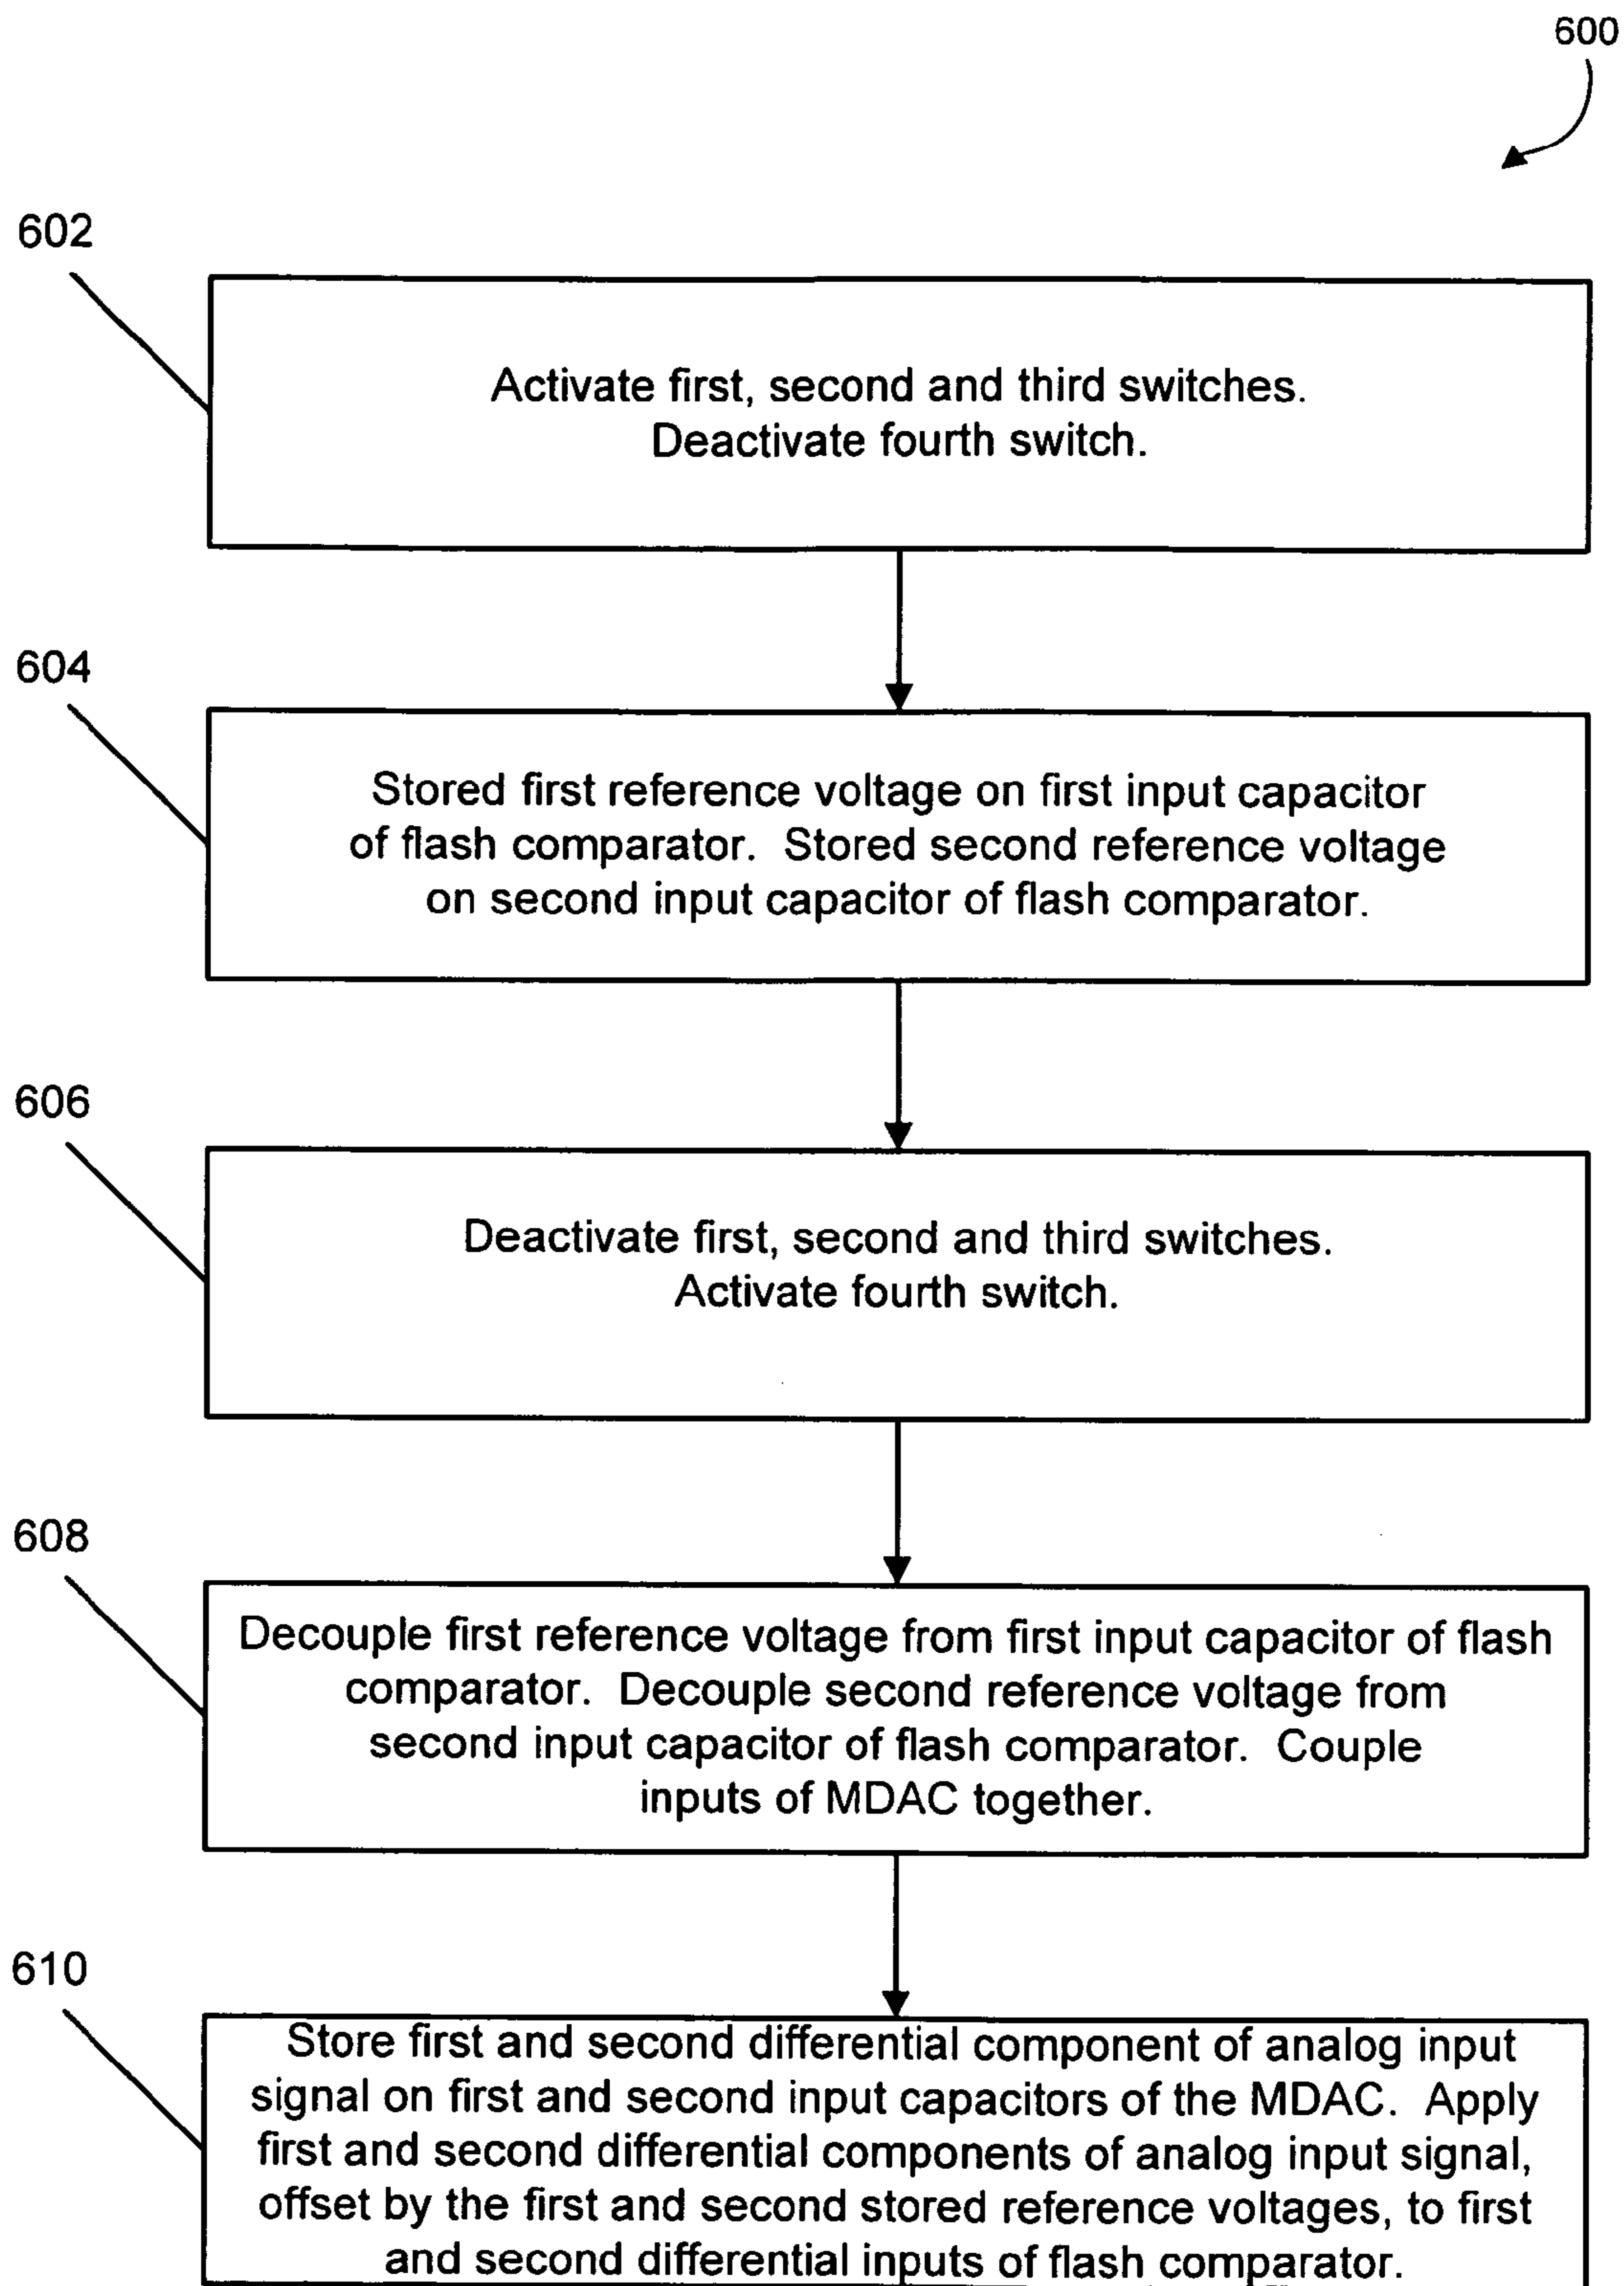 600
602
Activate first, second and third switches.
Deactivate fourth switch.
604
Stored first reference voltage on first input capacitor
of flash comparator.  Stored second reference voltage
on second input capacitor of flash comparator.
606
Deactivate first, second and third switches.
Activate fourth switch.
608
Decouple first reference voltage from first input capacitor of flash
comparator.  Decouple second reference voltage from
second input capacitor of flash comparator.  Couple
inputs of MDAC together.
610
Store first and second differential component of analog input
signal on first and second input capacitors of the MDAC.  Apply
first and second differential components of analog input signal,
offset by the first and second stored reference voltages, to first
and second differential inputs of flash comparator.